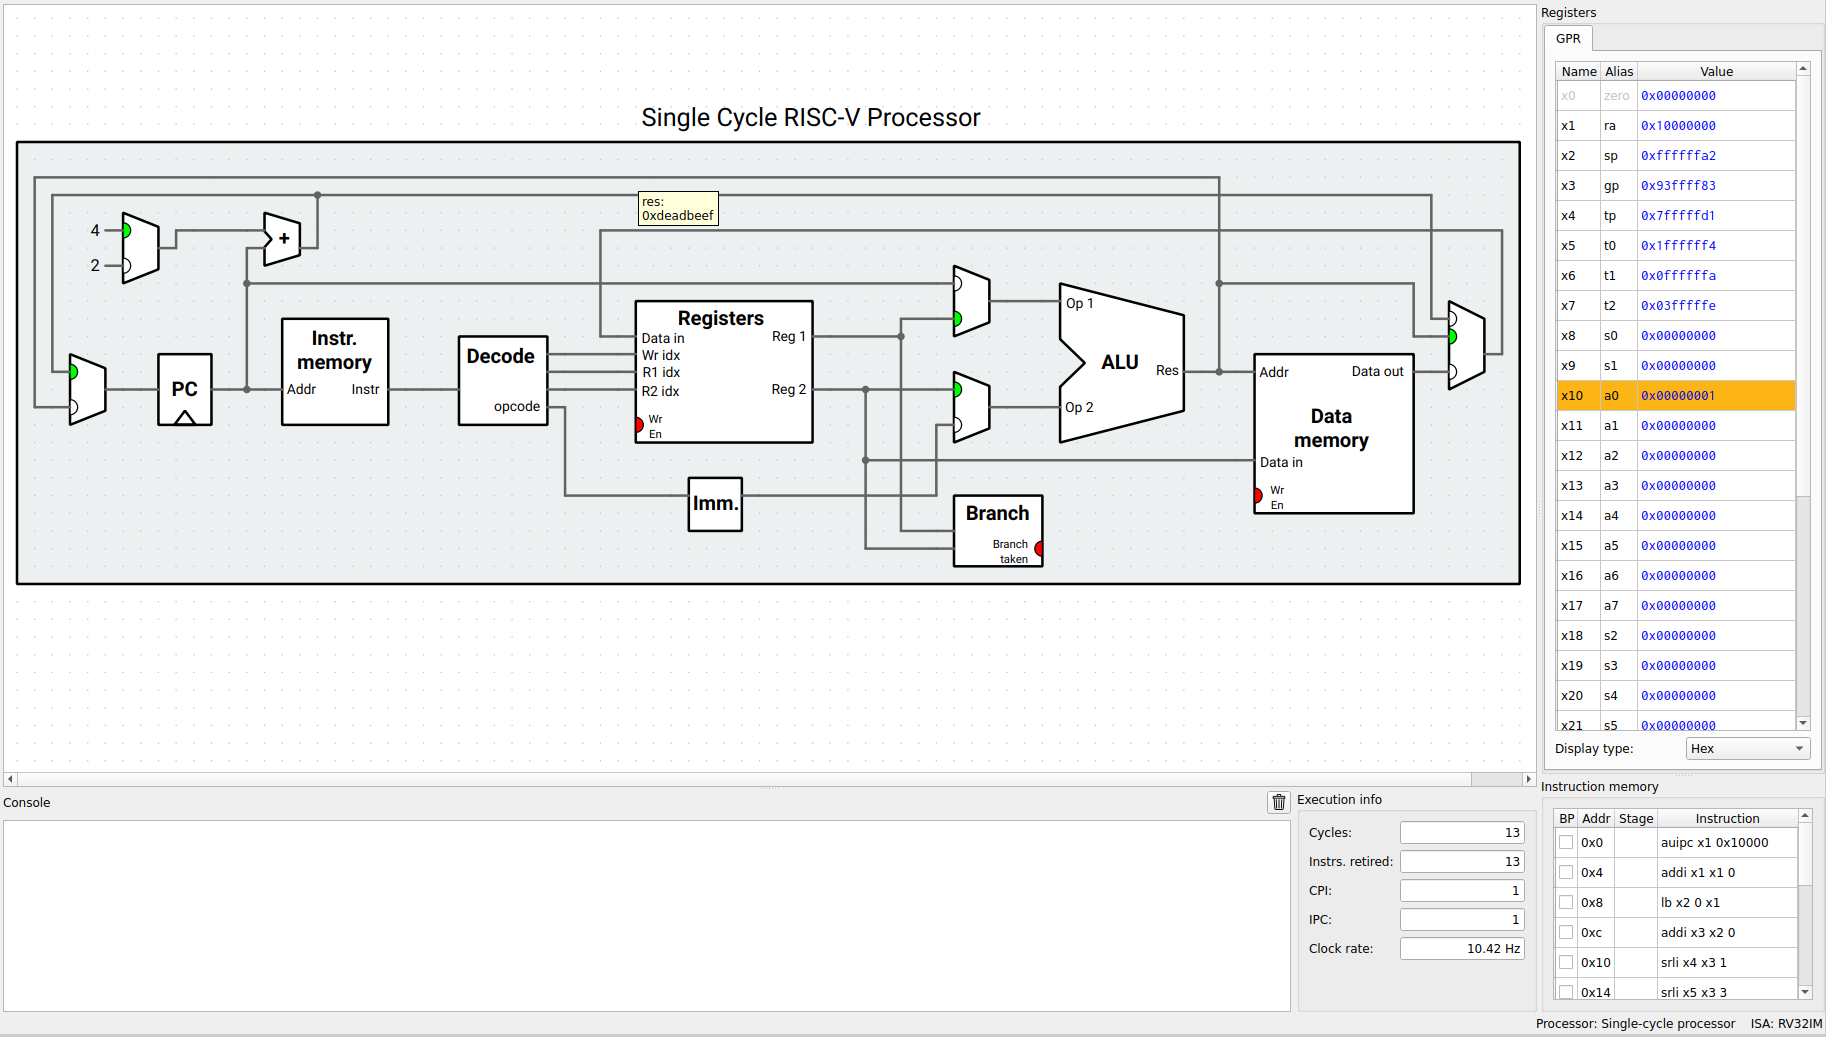 Single Cycle RISC-V Processor
res:
0xdeadbeef
4
2
+
PC
Instr.
memory
Addr
Instr
Decode
opcode
Registers
Data in
Wr idx
R1 idx
R2 idx
Wr
En
Reg 1
Reg 2
Imm.
Branch
Branch
taken
Op 1
Op 2
ALU
Res
Addr
Data out
Data
memory
Data in
Wr
En
Registers
GPR
Name Alias Value
x0 zero 0x00000000
x1 ra 0x10000000
x2 sp 0xffffffa2
x3 gp 0x93ffff83
x4 tp 0x7fffffd1
x5 t0 0x1ffffff4
x6 t1 0x0ffffffa
x7 t2 0x03fffffe
x8 s0 0x00000000
x9 s1 0x00000000
x10 a0 0x00000001
x11 a1 0x00000000
x12 a2 0x00000000
x13 a3 0x00000000
x14 a4 0x00000000
x15 a5 0x00000000
x16 a6 0x00000000
x17 a7 0x00000000
x18 s2 0x00000000
x19 s3 0x00000000
x20 s4 0x00000000
x21 s5 0x00000000
Display type: Hex
Console
Execution info
Cycles: 13
Instrs. retired: 13
CPI: 1
IPC: 1
Clock rate: 10.42 Hz
Instruction memory
BP Addr Stage Instruction
0x0 auipc x1 0x10000
0x4 addi x1 x1 0
0x8 lb x2 0 x1
0xc addi x3 x2 0
0x10 srli x4 x3 1
0x14 srli x5 x3 3
Processor: Single-cycle processor ISA: RV32IM